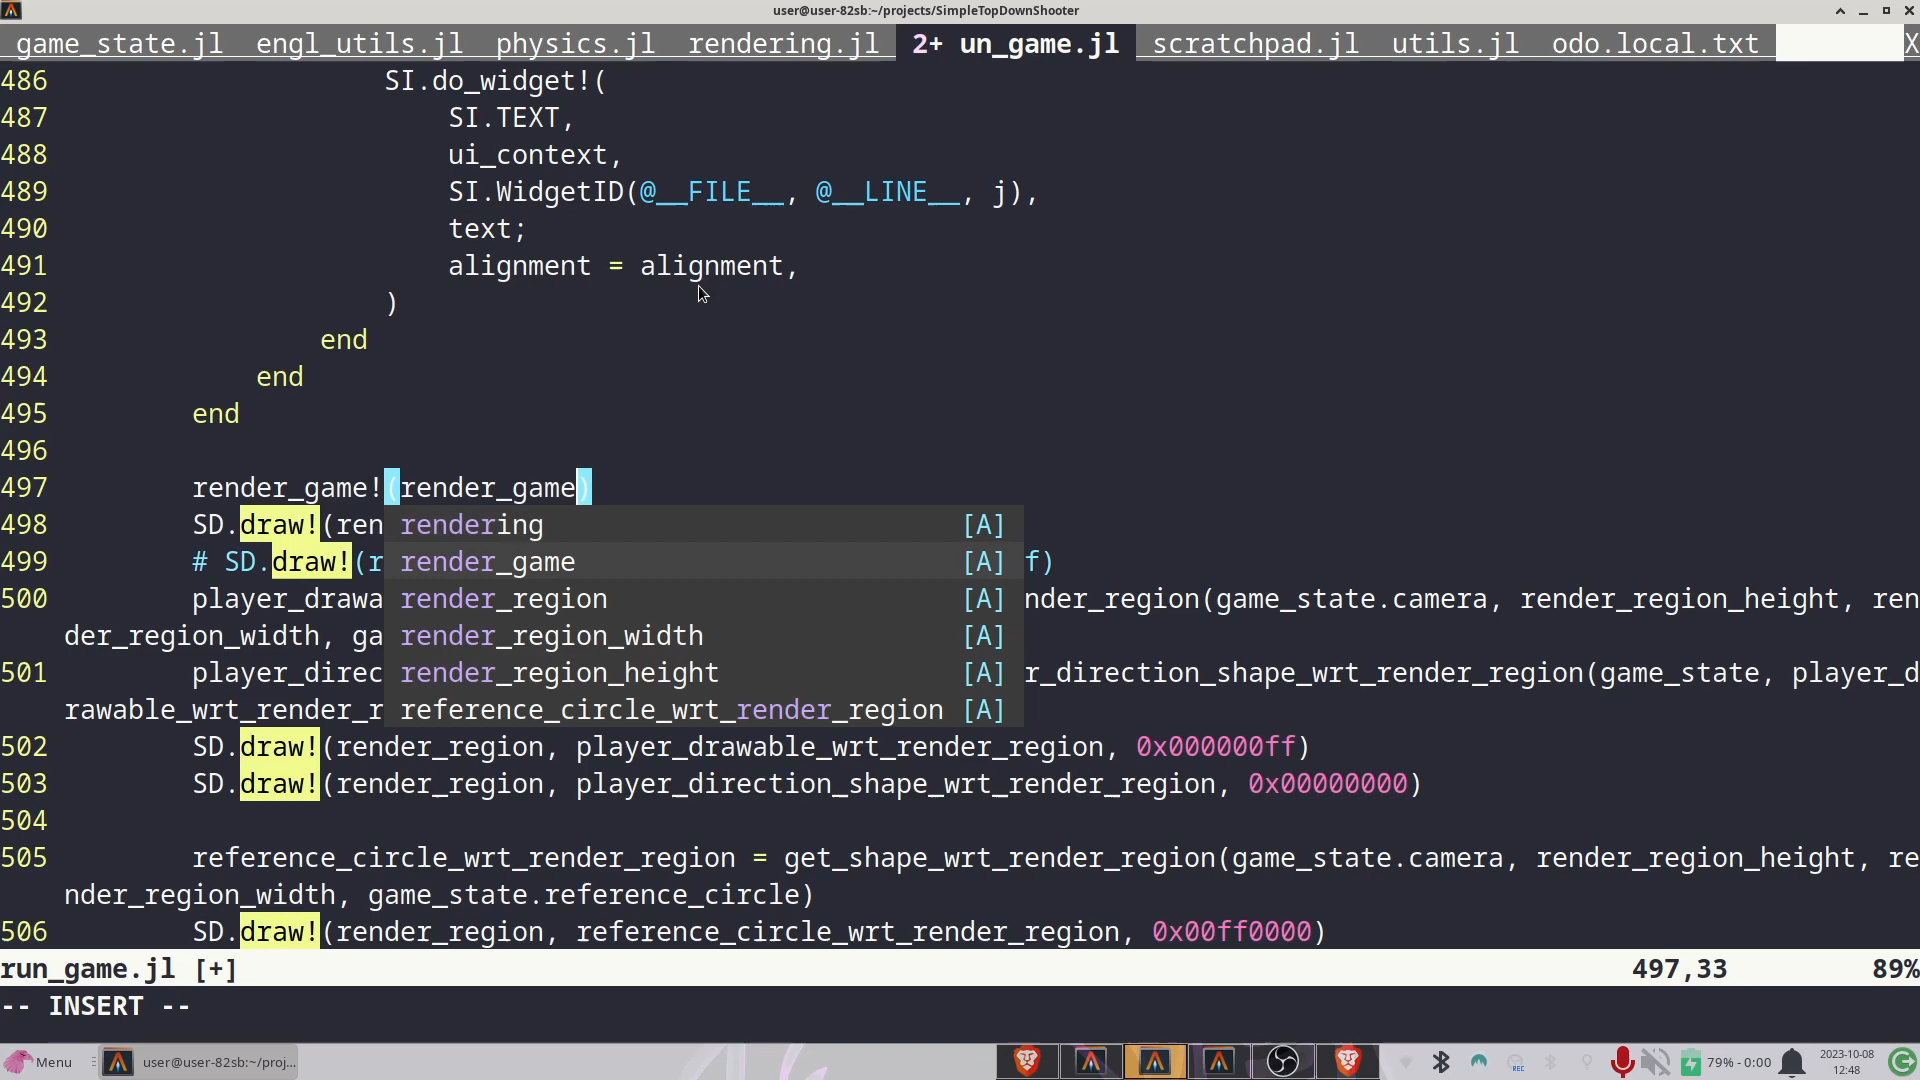 user@user-82sb:~/projects/SimpleTopDownShooter
game_state.jl engl_utils.jl physics.jl rendering.jl 2+ un_game.jl scratchpad.jl utils.jl odo.local.txt X
486 SI.do_widget!(
487 SI.TEXT,
488 ui_context,
489 SI.WidgetID(@__FILE__, @__LINE__, j),
490 text;
491 alignment = alignment,
492 )
493 end
494 end
495 end
496
497 render_game!(render_game)
498 SD.draw!(ren rendering [A]
499 # SD.draw!(r render_game [A] f)
500 player_drawa render_region [A] nder_region(game_state.camera, render_region_height, ren
der_region_width, ga render_region_width [A]
501 player_direc render_region_height [A] r_direction_shape_wrt_render_region(game_state, player_d
rawable_wrt_render_r reference_circle_wrt_render_region [A]
502 SD.draw!(render_region, player_drawable_wrt_render_region, 0x000000ff)
503 SD.draw!(render_region, player_direction_shape_wrt_render_region, 0x00000000)
504
505 reference_circle_wrt_render_region = get_shape_wrt_render_region(game_state.camera, render_region_height, re
nder_region_width, game_state.reference_circle)
506 SD.draw!(render_region, reference_circle_wrt_render_region, 0x00ff0000)
run_game.jl [+] 497,33 89%
-- INSERT --
Menu user@user-82sb:~/proj... REC 79% - 0:00 2023-10-08
12:48